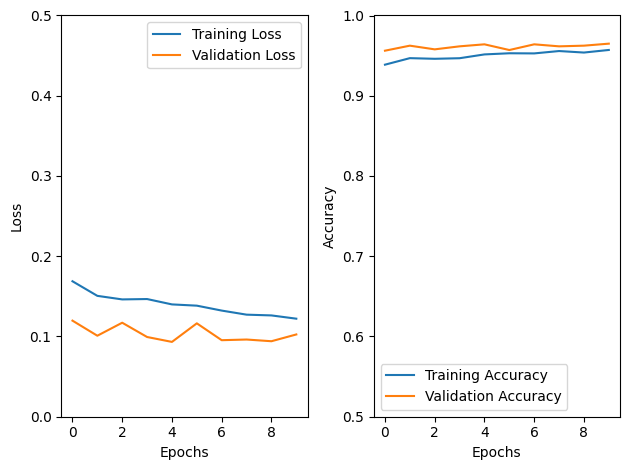 0.5
0.4
0.3
0.2
0.1
0.0
Loss
0 2 4 6 8
Epochs
Training Loss
Validation Loss
1.0
0.9
0.8
0.7
0.6
0.5
Accuracy
0 2 4 6 8
Epochs
Training Accuracy
Validation Accuracy